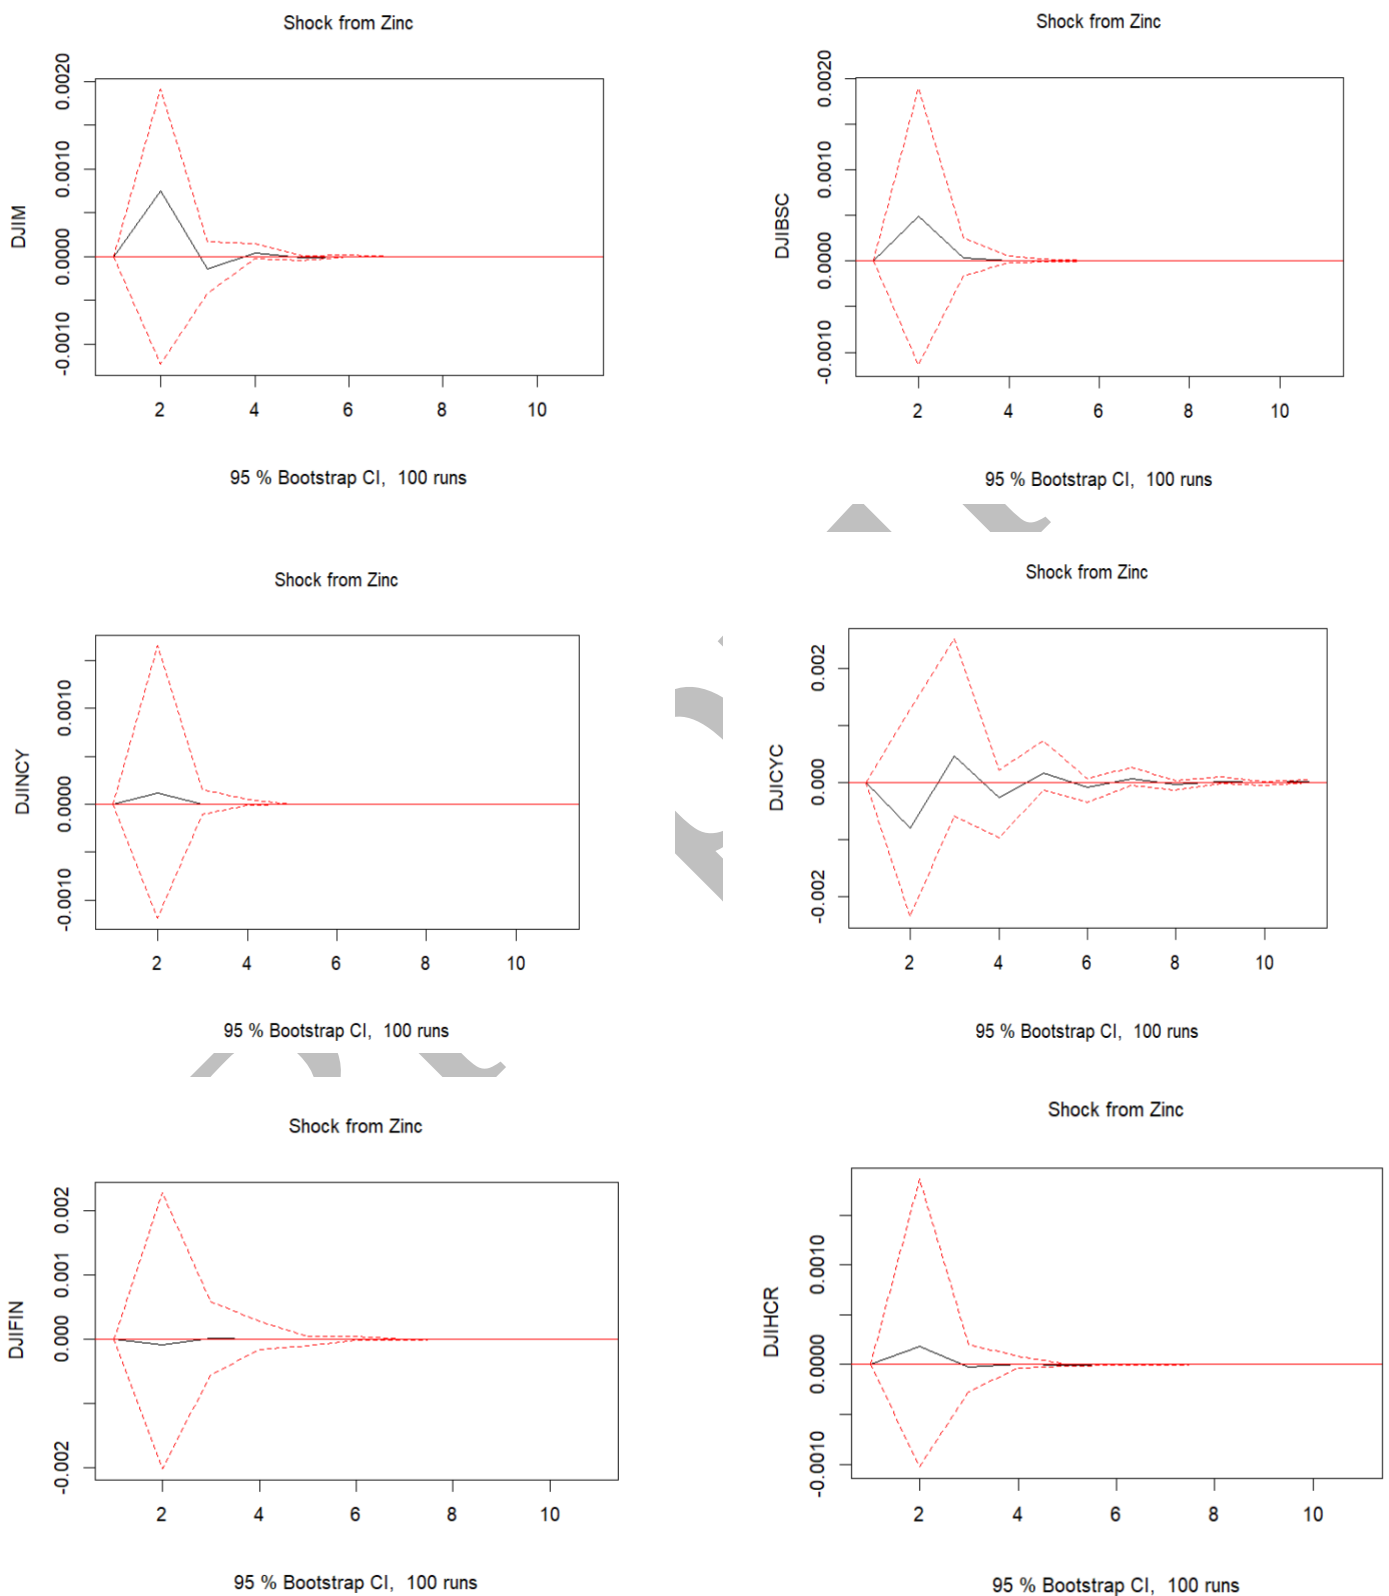 Shock from Zinc
DJIM
0.0020
0.0010
0.0000
-0.0010
2 4 6 8 10
95 % Bootstrap CI, 100 runs
Shock from Zinc
DJIBSC
0.0020
0.0010
0.0000
-0.0010
2 4 6 8 10
95 % Bootstrap CI, 100 runs
Shock from Zinc
DJINCY
0.0010
0.0000
-0.0010
2 4 6 8 10
95 % Bootstrap CI, 100 runs
Shock from Zinc
DJICYC
0.002
0.000
-0.002
2 4 6 8 10
95 % Bootstrap CI, 100 runs
Shock from Zinc
DJIFIN
0.002
0.001
0.000
-0.002
2 4 6 8 10
95 % Bootstrap CI, 100 runs
Shock from Zinc
DJIHCR
0.0010
0.0000
-0.0010
2 4 6 8 10
95 % Bootstrap CI, 100 runs